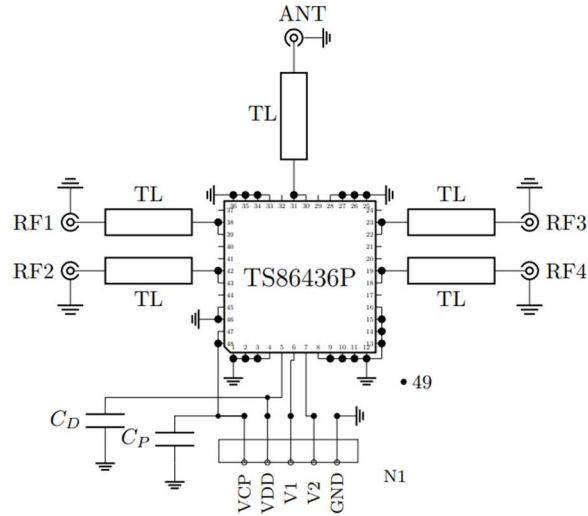 ANT
TL
36 35 34 33 32 31 30 29 28 27 26 25
RF1
TL
37
38
39
40
41
42
43
44
45
46
47
48
RF2
TL
TS86436P
24
23
22
21
20
19
18
17
16
15
14
13
TL
RF3
RF4
TL
1 2 3 4 5 6 7 8 9 10 11 12
49
C_D
C_P
VCP
VDD
V1
V2
GND
N1